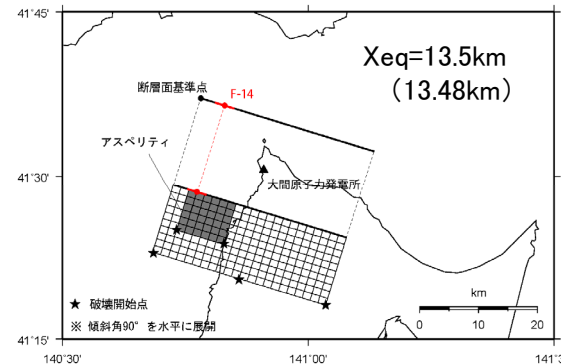 41°45'
Xeq=13.5km
（13.48km）
断層面基準点
F-14
アスペリティ
大間原子力発電所
41°30'
★ 破壊開始点
※ 傾斜角90° を水平に展開
km
0 10 20
41°15'
140°30' 141°00'